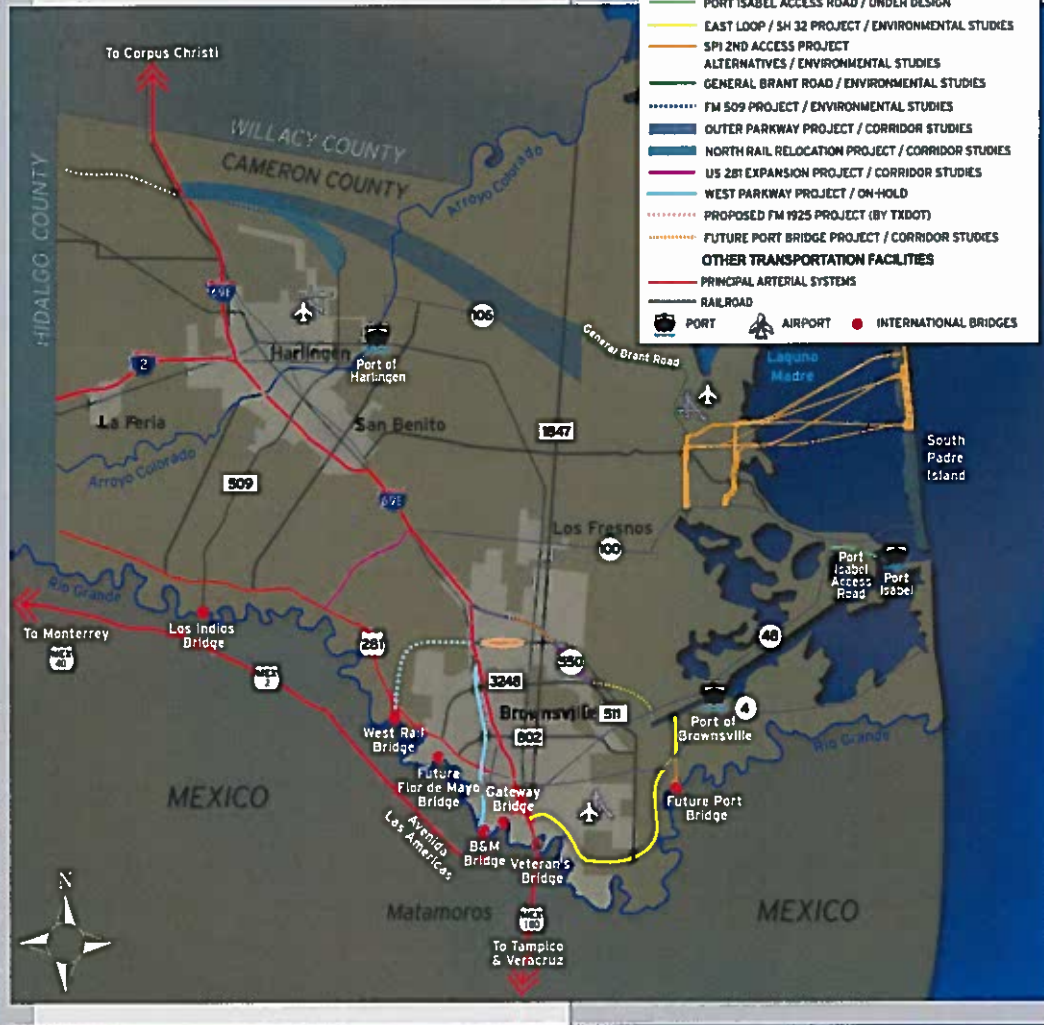 PORT ISABEL ACCESS ROAD / UNDER DESIGN
EAST LOOP / SH 32 PROJECT / ENVIRONMENTAL STUDIES
SPI 2ND ACCESS PROJECT
ALTERNATIVES / ENVIRONMENTAL STUDIES
GENERAL BRANT ROAD / ENVIRONMENTAL STUDIES
FM 509 PROJECT / ENVIRONMENTAL STUDIES
OUTER PARKWAY PROJECT / CORRIDOR STUDIES
NORTH RAIL RELOCATION PROJECT / CORRIDOR STUDIES
US 281 EXPANSION PROJECT / CORRIDOR STUDIES
WEST PARKWAY PROJECT / ON-HOLD
PROPOSED FM 1925 PROJECT (BY TXDOT)
FUTURE PORT BRIDGE PROJECT / CORRIDOR STUDIES
OTHER TRANSPORTATION FACILITIES
PRINCIPAL ARTERIAL SYSTEMS
RAILROAD
PORT
AIRPORT
INTERNATIONAL BRIDGES
To Corpus Christi
WILLACY COUNTY
CAMERON COUNTY
HIDALGO COUNTY
Arroyo Colorado
69E
106
General Brant Road
Laguna
Madre
Harlingen
Port of
Harlingen
2
La Feria
San Benito
1847
South
Padre
Island
Arroyo Colorado
509
69E
Los Fresnos
100
Port
Isabel
Access
Road
Port
Isabel
Rio Grande
To Monterrey
MEX
40
Los Indios
Bridge
MEX
2
281
48
550
3248
Brownsville
511
4
Port of
Brownsville
802
West Rail
Bridge
Rio Grande
Future
Flor de Mayo
Bridge
Gateway
Bridge
Future Port
Bridge
MEXICO
Avenida
Las Americas
B&M
Bridge
Veteran's
Bridge
N
Matamoros
MEX
180
MEXICO
To Tampico
& Veracruz